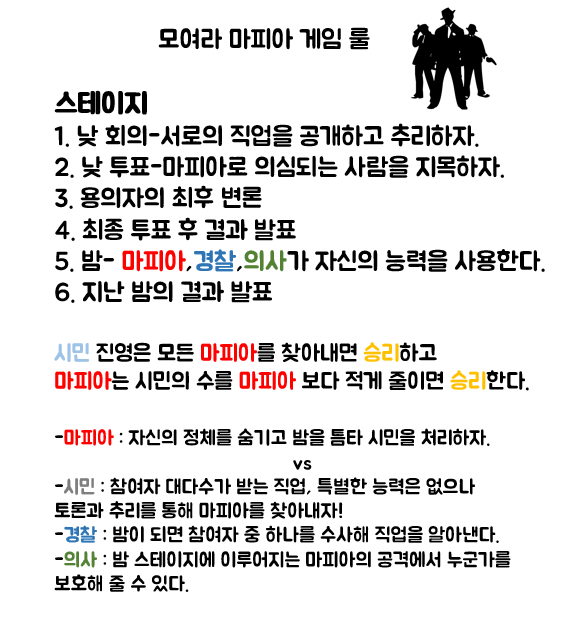 모여라 마피아 게임 룰
스테이지
1. 낮 회의-서로의 직업을 공개하고 추리하자.
2. 낮 투표-마피아로 의심되는 사람을 지목하자.
3. 용의자의 최후 변론
4. 최종 투표 후 결과 발표
5. 밤- 마피아,경찰,의사가 자신의 능력을 사용한다.
6. 지난 밤의 결과 발표
시민 진영은 모든 마피아를 찾아내면 승리하고
마피아는 시민의 수를 마피아 보다 적게 줄이면 승리한다.
-마피아 : 자신의 정체를 숨기고 밤을 틈타 시민을 처리하자.
vs
-시민 : 참여자 대다수가 받는 직업, 특별한 능력은 없으나
토론과 추리를 통해 마피아를 찾아내자!
-경찰 : 밤이 되면 참여자 중 하나를 수사해 직업을 알아낸다.
-의사 : 밤 스테이지에 이루어지는 마피아의 공격에서 누군가를
보호해 줄 수 있다.